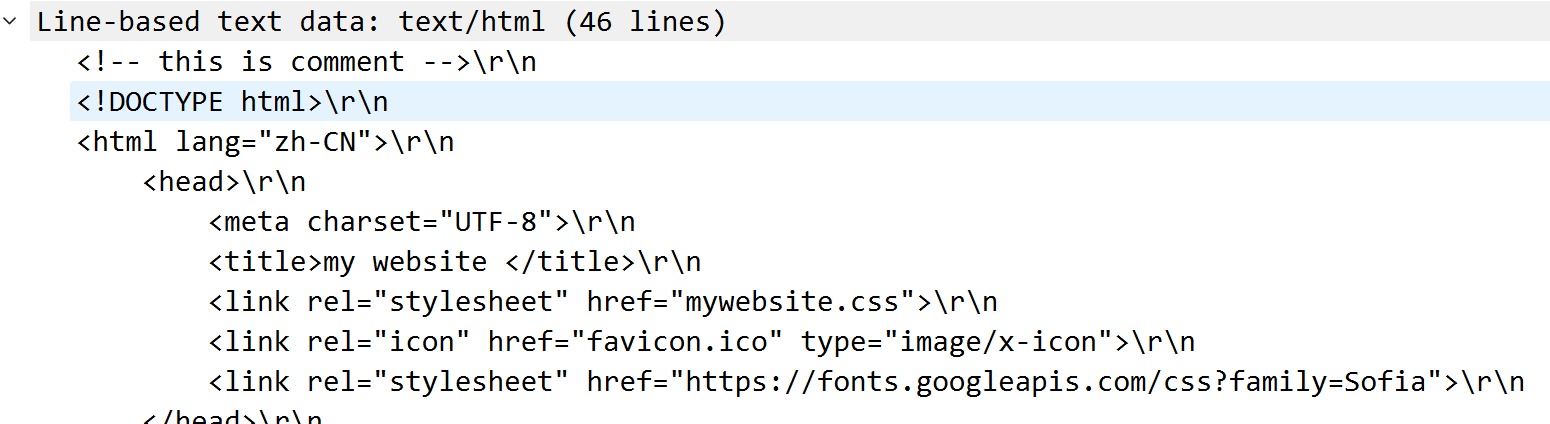 Line-based text data: text/html (46 lines)
<!-- this is comment -->\r\n
<!DOCTYPE html>\r\n
<html lang="zh-CN">\r\n
<head>\r\n
<meta charset="UTF-8">\r\n
<title>my website </title>\r\n
<link rel="stylesheet" href="mywebsite.css">\r\n
<link rel="icon" href="favicon.ico" type="image/x-icon">\r\n
<link rel="stylesheet" href="https://fonts.googleapis.com/css?family=Sofia">\r\n
</head>\r\n